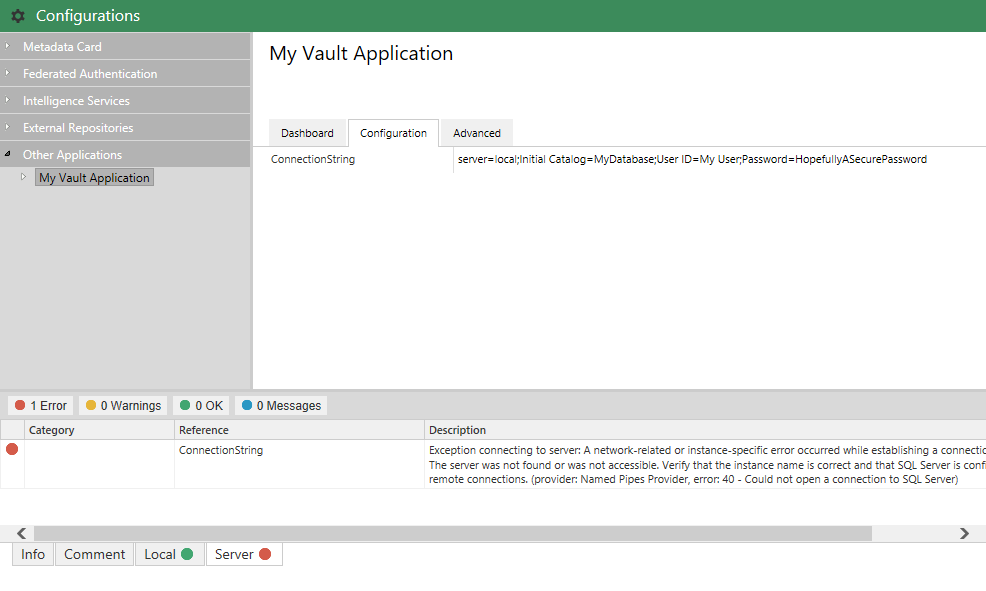 Configurations
Metadata Card
Federated Authentication
Intelligence Services
External Repositories
Other Applications
My Vault Application
My Vault Application
Dashboard Configuration Advanced
ConnectionString server=local;Initial Catalog=MyDatabase;User ID=My User;Password=HopefullyASecurePassword
1 Error 0 Warnings 0 OK 0 Messages
Category Reference Description
ConnectionString Exception connecting to server: A network-related or instance-specific error occurred while establishing a connectic
The server was not found or was not accessible. Verify that the instance name is correct and that SQL Server is confi
remote connections. (provider: Named Pipes Provider, error: 40 - Could not open a connection to SQL Server)
Info Comment Local Server